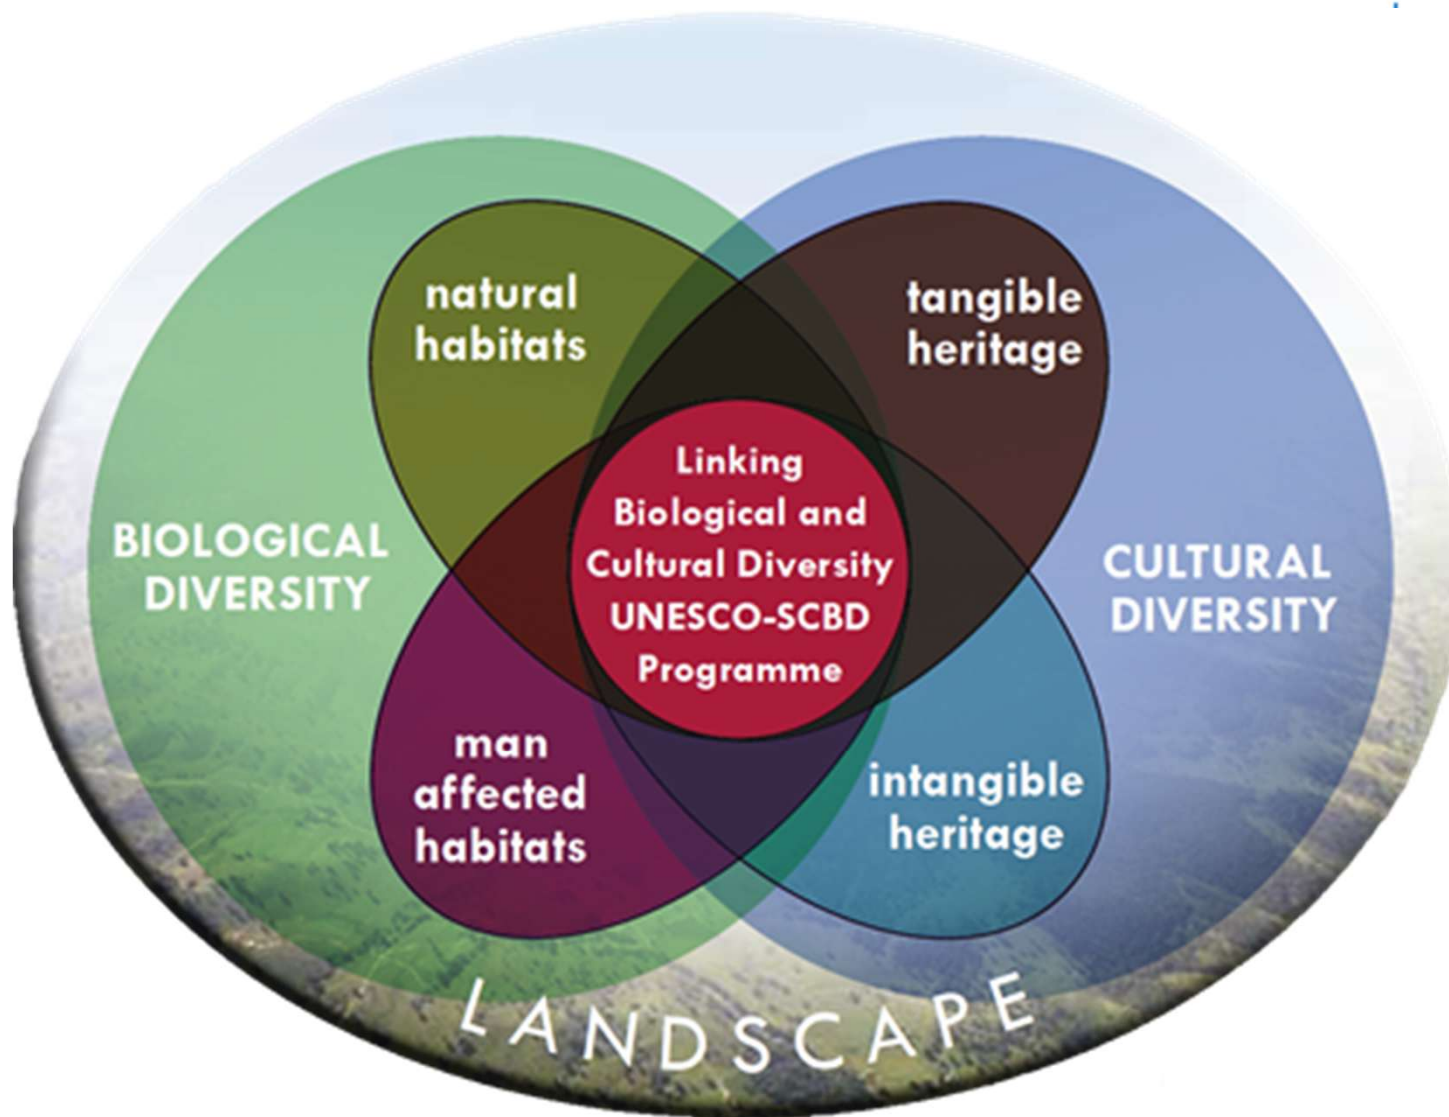 natural
habitats
tangible
heritage
Linking
Biological and
Cultural Diversity
UNESCO-SCBD
Programme
BIOLOGICAL
DIVERSITY
CULTURAL
DIVERSITY
man
affected
habitats
intangible
heritage
LANDSCAPE